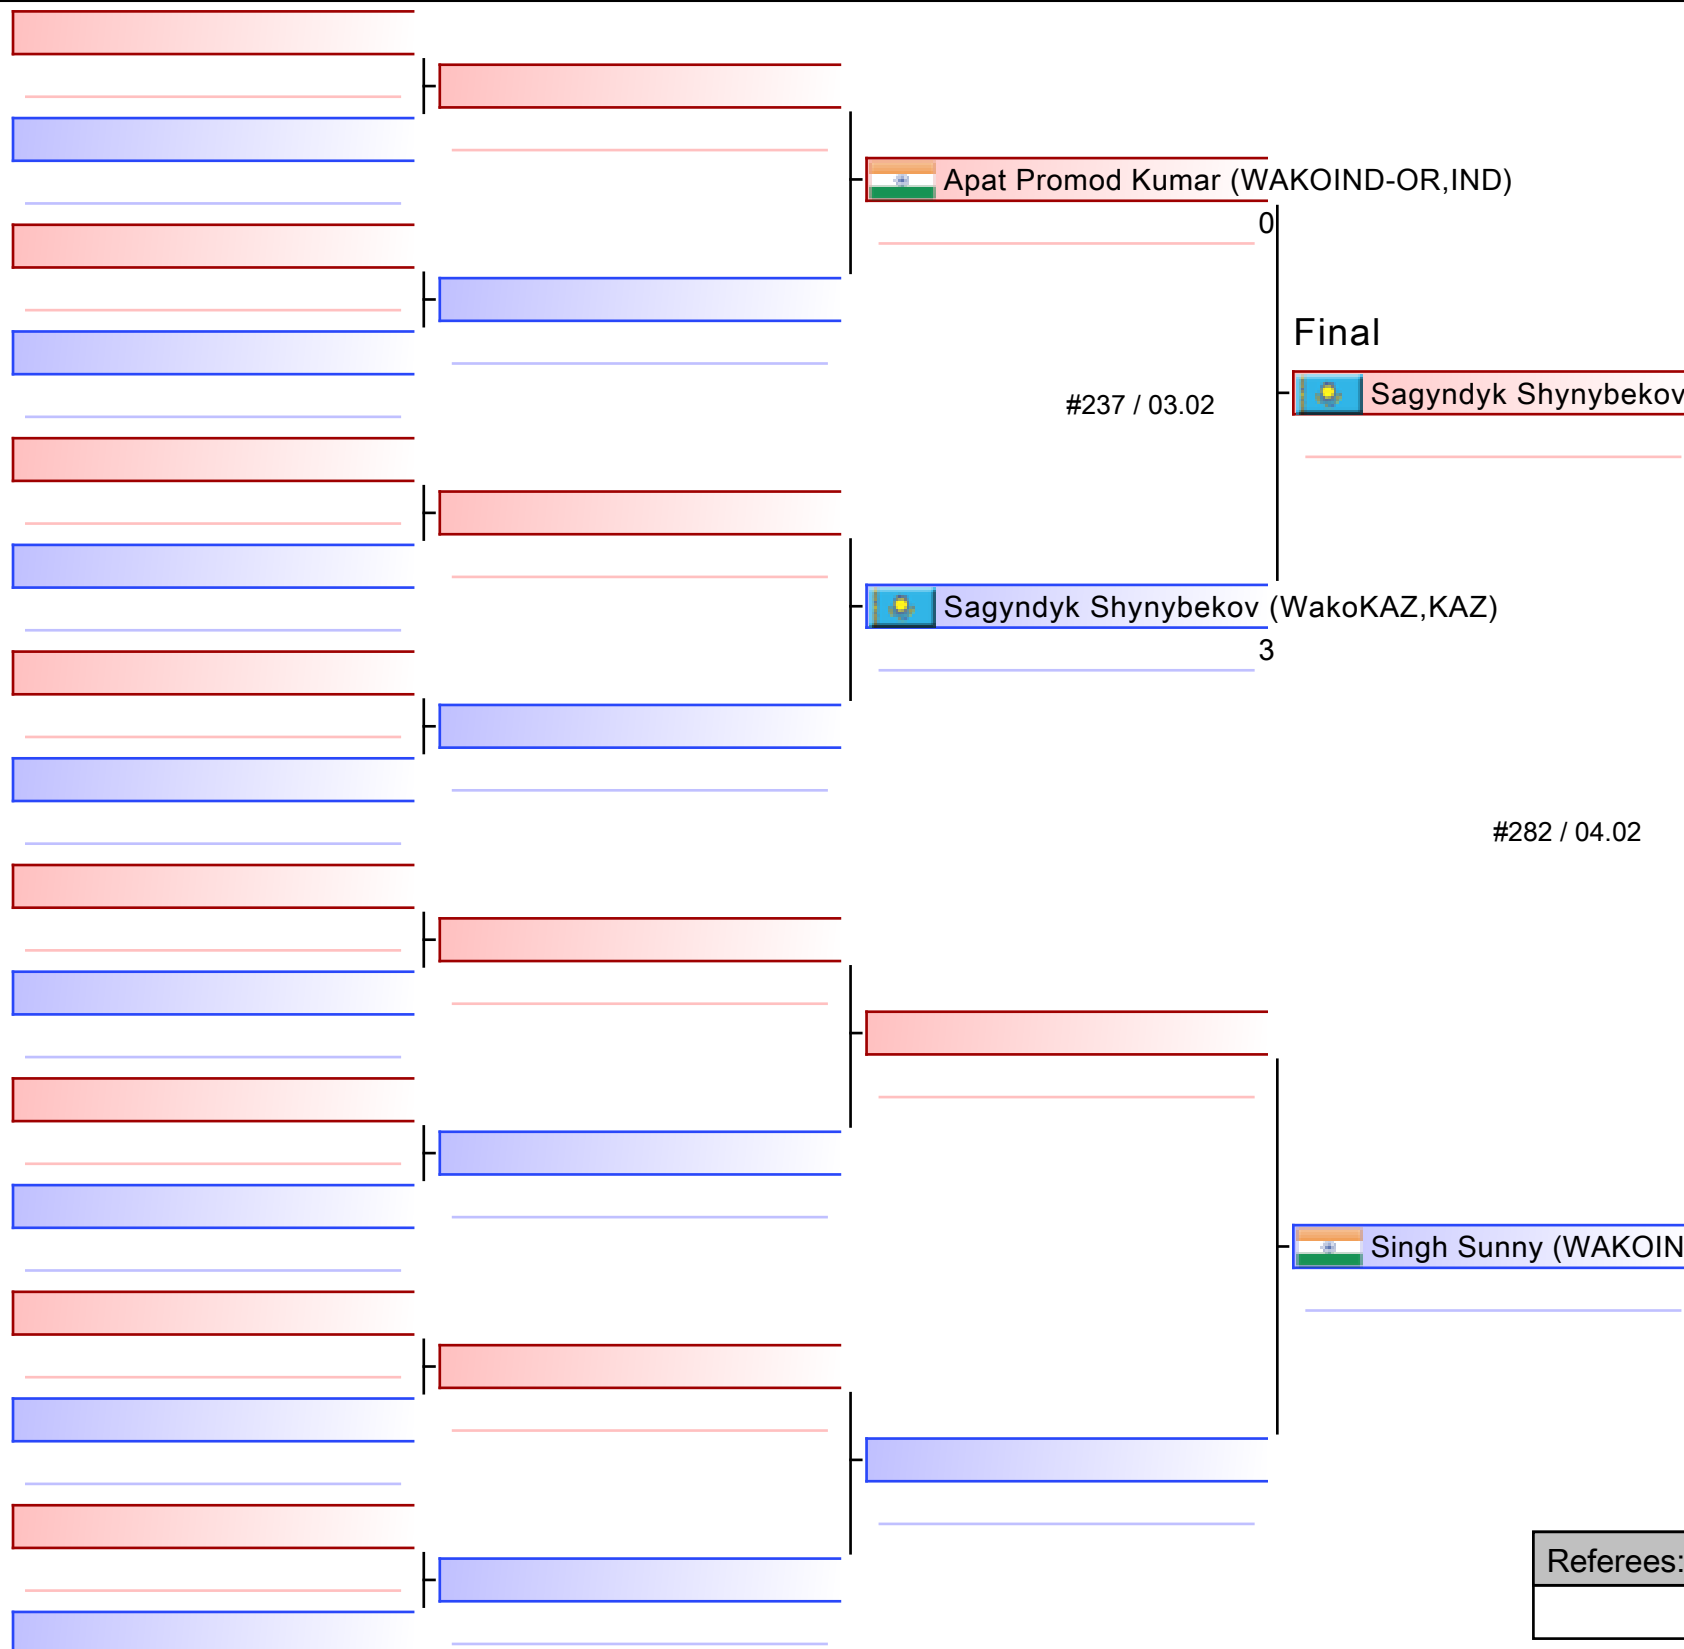 Apat Promod Kumar (WAKOIND-OR,IND)
0
Final
#237 / 03.02
Sagyndyk Shynybekov
Sagyndyk Shynybekov (WakoKAZ,KAZ)
3
#282 / 04.02
Singh Sunny (WAKOIN
Referees: